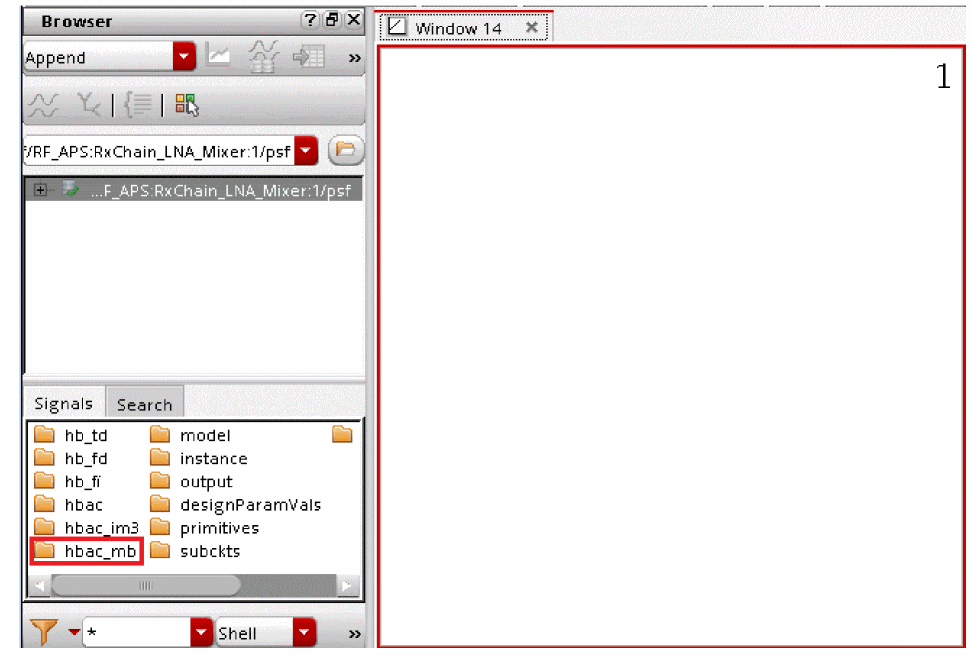 Browser
Window 14
Append
1
f/RF_APS:RxChain_LNA_Mixer:1/psf
...F_APS:RxChain_LNA_Mixer:1/psf
Signals Search
hb_td model
hb_fd instance
hb_fi output
hbac designParamVals
hbac_im3 primitives
hbac_mb subckts
* Shell